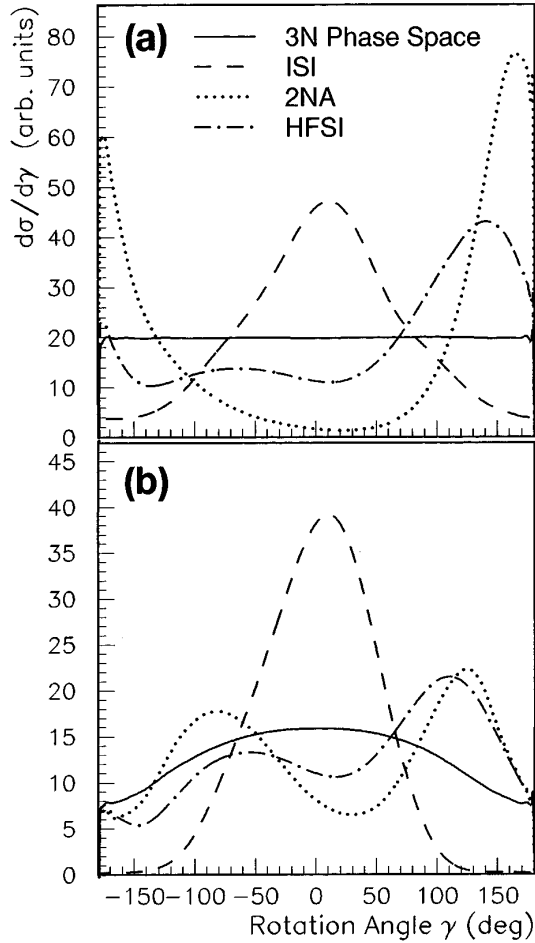 (a)
3N Phase Space
ISI
2NA
HFSI
dσ/dγ (arb. units)
80
70
60
50
40
30
20
10
0
(b)
45
40
35
30
25
20
15
10
5
0
−150 −100 −50 0 50 100 150
Rotation Angle γ (deg)